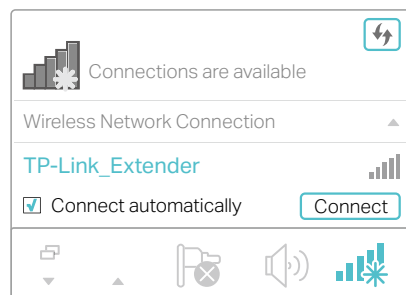 Connections are available
Wireless Network Connection
TP-Link_Extender
Connect automatically
Connect